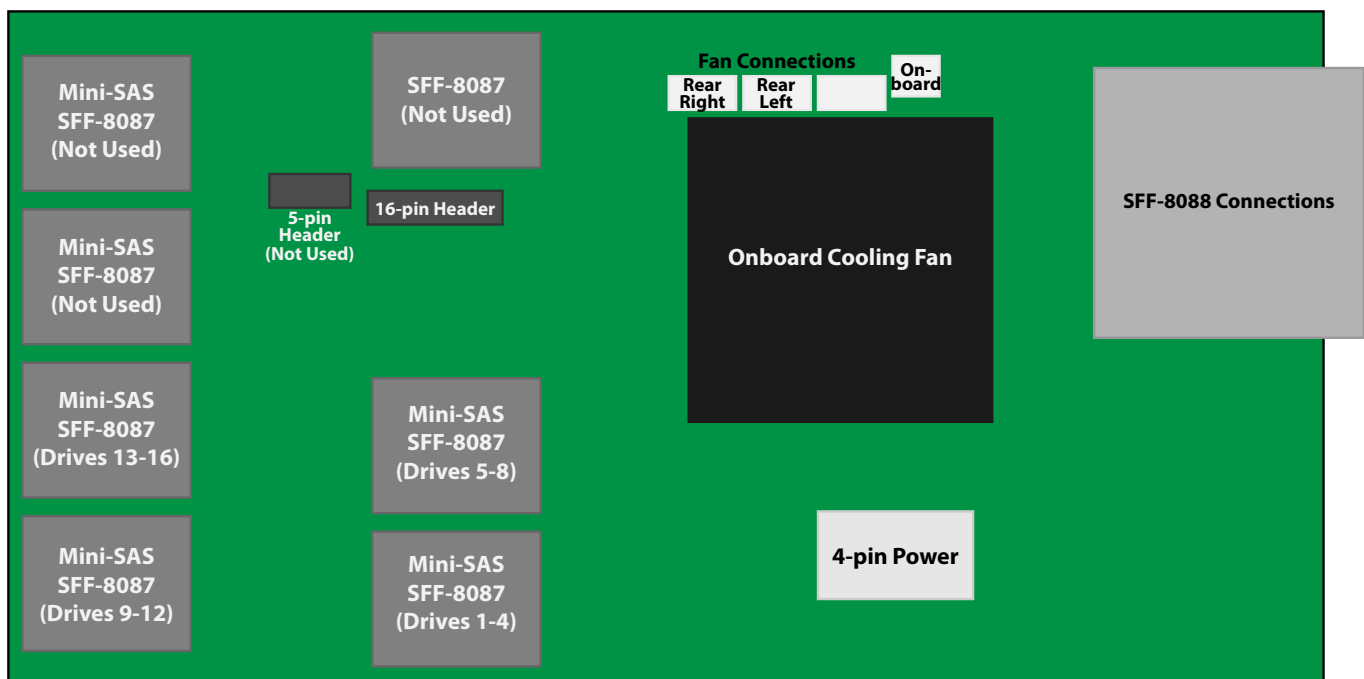 Mini-SAS
SFF-8087
(Not Used)
SFF-8087
(Not Used)
Fan Connections
Rear
Right
Rear
Left
On-
board
SFF-8088 Connections
5-pin
Header
(Not Used)
16-pin Header
Mini-SAS
SFF-8087
(Not Used)
Onboard Cooling Fan
Mini-SAS
SFF-8087
(Drives 13-16)
Mini-SAS
SFF-8087
(Drives 5-8)
Mini-SAS
SFF-8087
(Drives 9-12)
Mini-SAS
SFF-8087
(Drives 1-4)
4-pin Power